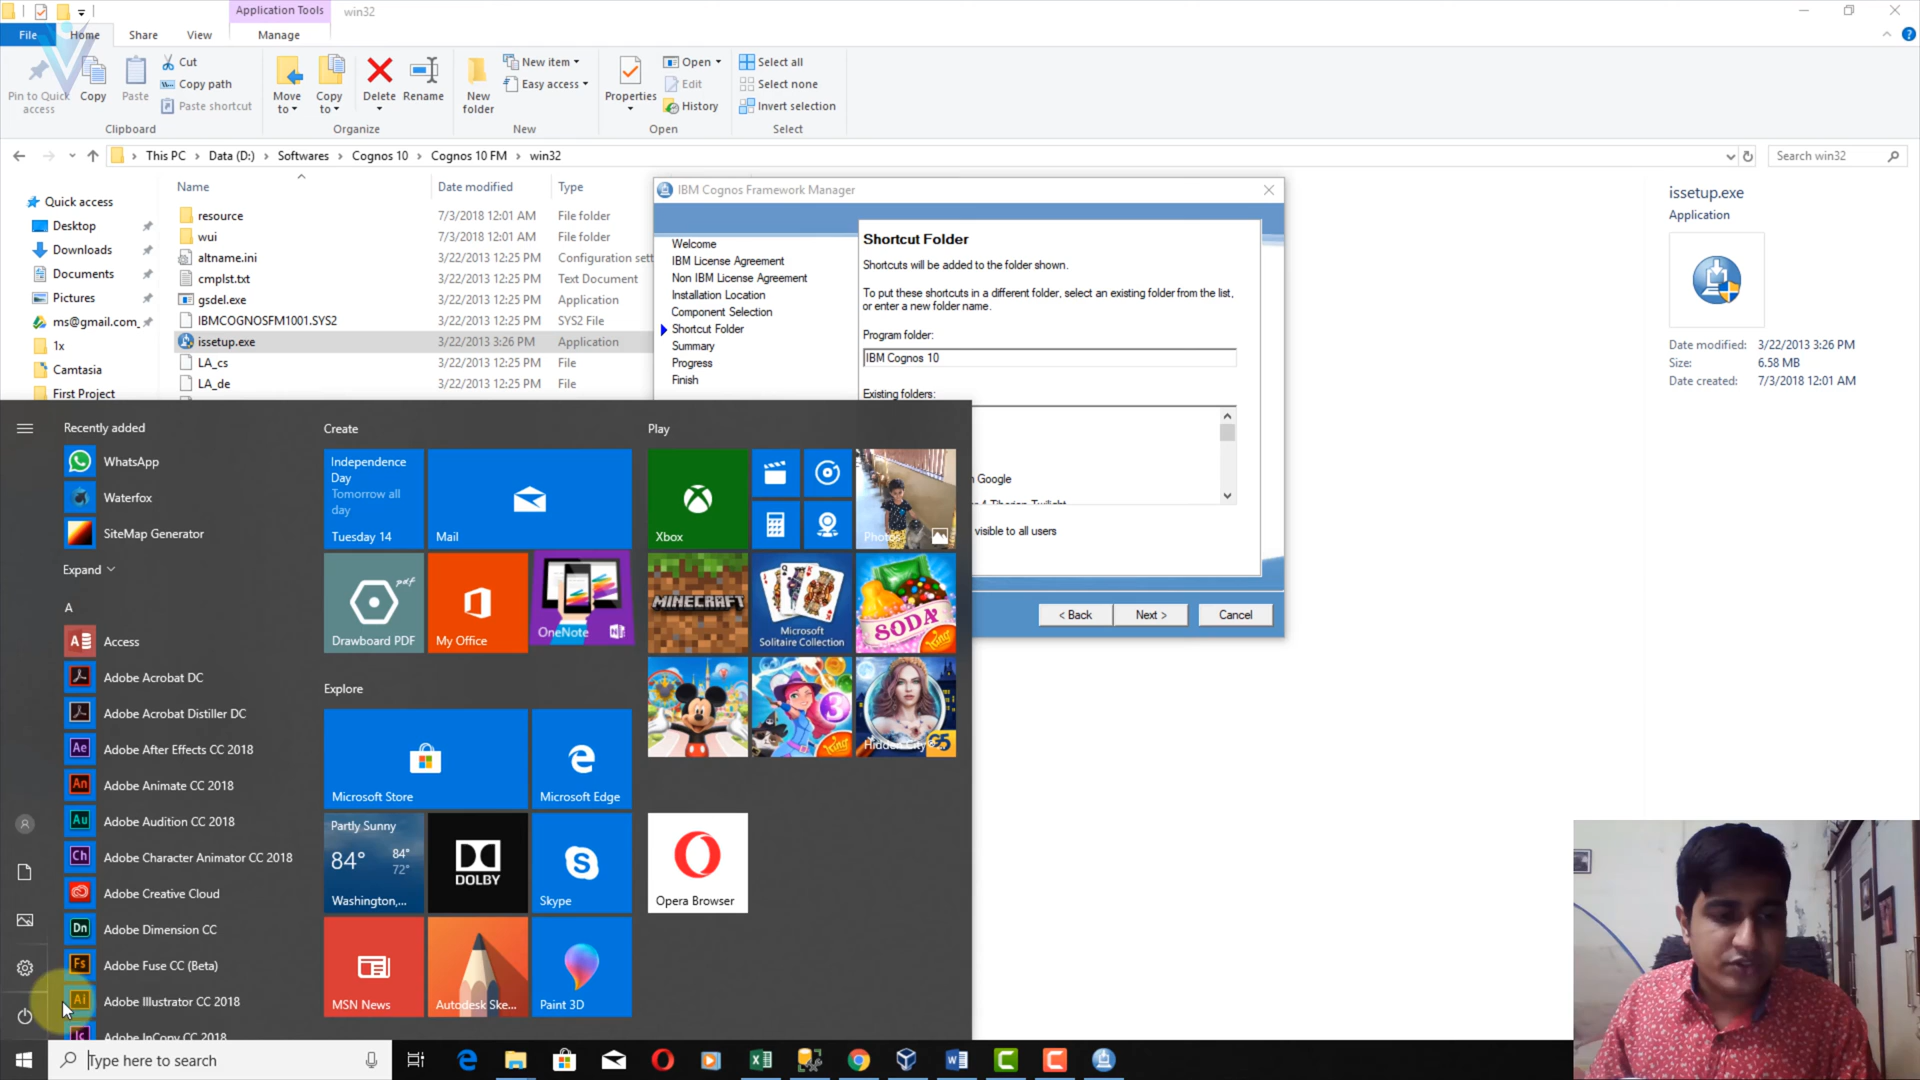 Application Tools
win32
File
Home
Share
View
Manage
Pin to Quick access
Copy
Paste
Cut
Copy path
Paste shortcut
Clipboard
Move to
Copy to
Delete
Rename
Organize
New folder
New item
Easy access
New
Properties
Open
Edit
History
Open
Select all
Select none
Invert selection
Select
This PC
Data (D:)
Softwares
Cognos 10
Cognos 10 FM
win32
Search win32
Name
Date modified
Type
Quick access
Desktop
Downloads
Documents
Pictures
ms@gmail.com_
1x
Camtasia
First Project
resource 7/3/2018 12:01 AM File folder
wui 7/3/2018 12:01 AM File folder
altname.ini 3/22/2013 12:25 PM Configuration sett
cmplst.txt 3/22/2013 12:25 PM Text Document
gsdel.exe 3/22/2013 12:25 PM Application
IBMCOGNOSFM1001.SYS2 3/22/2013 12:25 PM SYS2 File
issetup.exe 3/22/2013 3:26 PM Application
LA_cs 3/22/2013 12:25 PM File
LA_de 3/22/2013 12:25 PM File
IBM Cognos Framework Manager
Welcome
IBM License Agreement
Non IBM License Agreement
Installation Location
Component Selection
Shortcut Folder
Summary
Progress
Finish
Shortcut Folder
Shortcuts will be added to the folder shown.
To put these shortcuts in a different folder, select an existing folder from the list,
or enter a new folder name.
Program folder:
IBM Cognos 10
Existing folders:
Google
4 Tiberian Twilight
visible to all users
< Back
Next >
Cancel
issetup.exe
Application
Date modified: 3/22/2013 3:26 PM
Size: 6.58 MB
Date created: 7/3/2018 12:01 AM
Recently added
WhatsApp
Waterfox
SiteMap Generator
Expand
A
Access
Adobe Acrobat DC
Adobe Acrobat Distiller DC
Adobe After Effects CC 2018
Adobe Animate CC 2018
Adobe Audition CC 2018
Adobe Character Animator CC 2018
Adobe Creative Cloud
Adobe Dimension CC
Adobe Fuse CC (Beta)
Adobe Illustrator CC 2018
Adobe InCopy CC 2018
Create
Independence
Day
Tomorrow all
day
Tuesday 14
Mail
Drawboard PDF
My Office
OneNote
Explore
Microsoft Store
Microsoft Edge
Partly Sunny
84°
84°
72°
Washington,...
DOLBY
Skype
MSN News
Autodesk Ske...
Paint 3D
Play
Xbox
Photos
MINECRAFT
Microsoft
Solitaire Collection
SODA
King
3
King
Hidden City
G5
Opera Browser
Type here to search